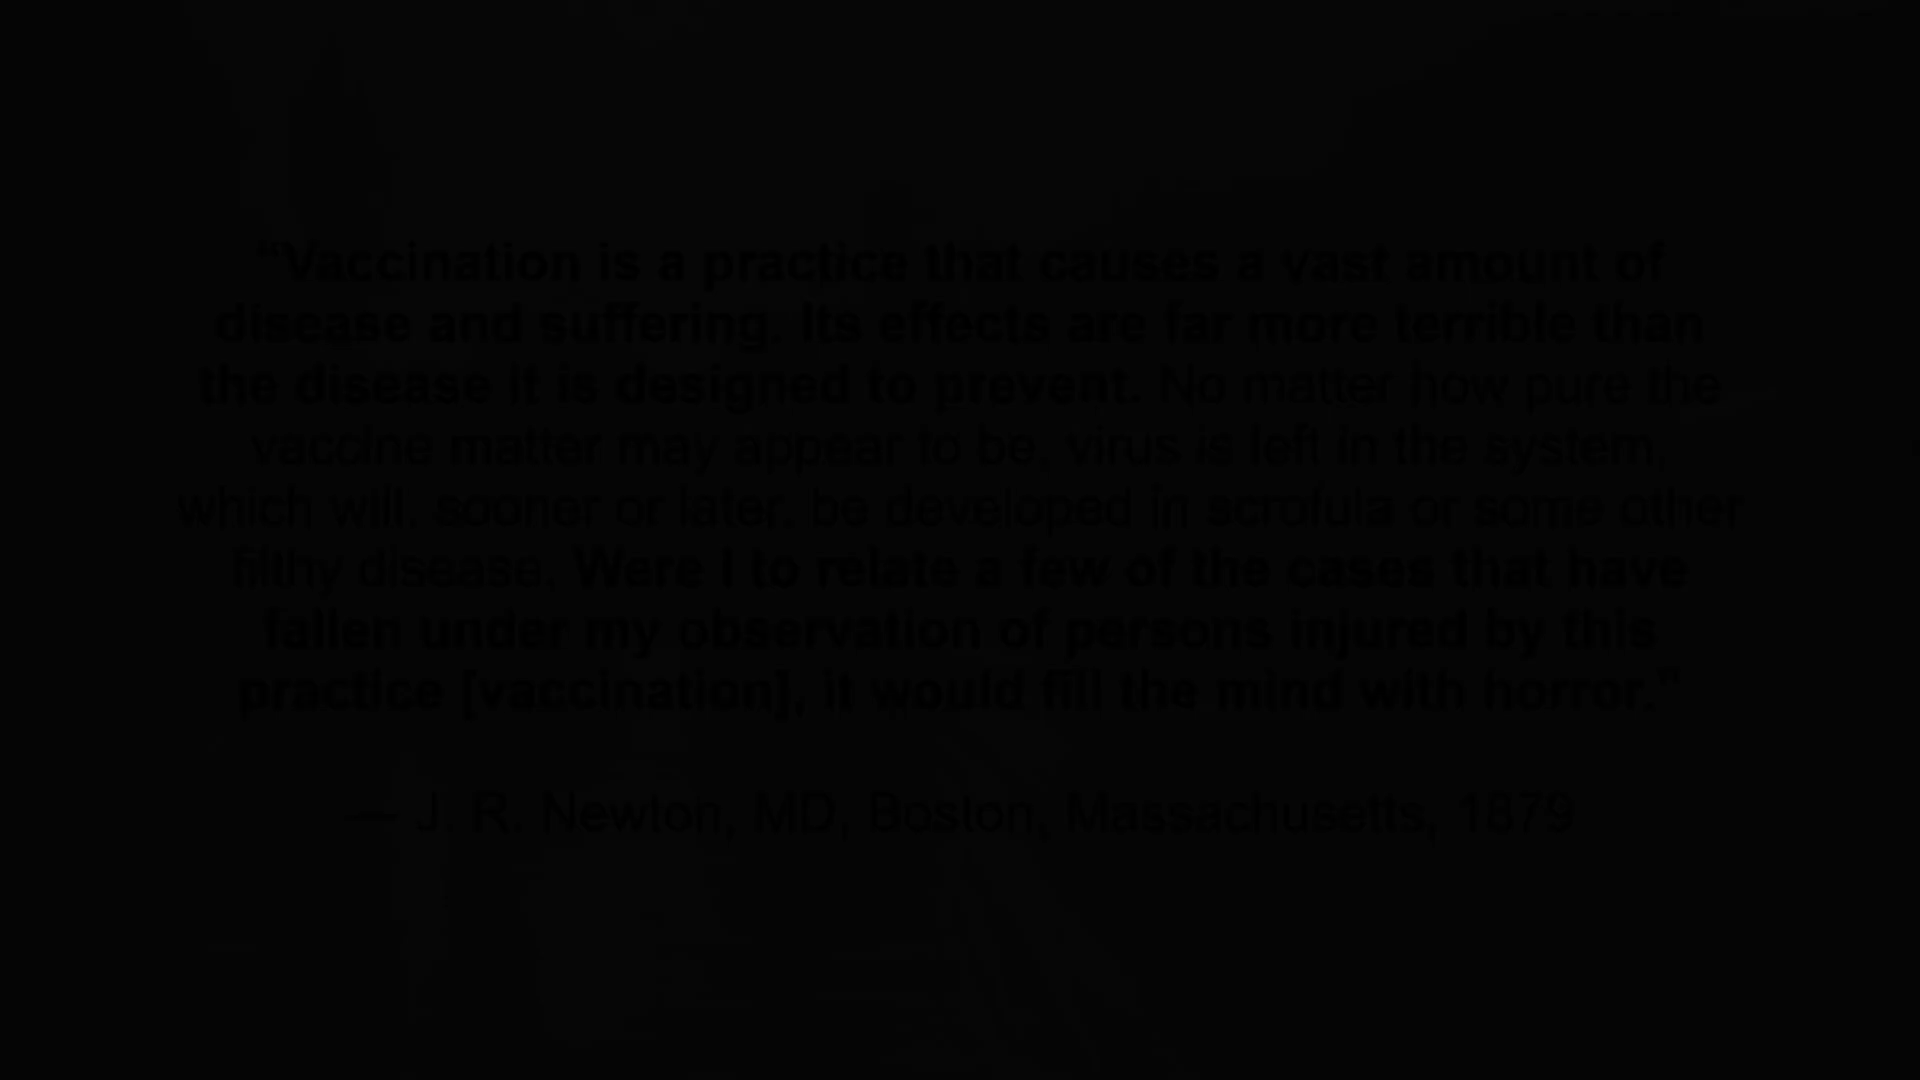 “Vaccination is a practice that causes a vast amount of
disease and suffering. Its effects are far more terrible than
the disease it is designed to prevent. No matter how pure the
vaccine matter may appear to be, virus is left in the system,
which will, sooner or later, be developed in scrofula or some other
filthy disease. Were I to relate a few of the cases that have
fallen under my observation of persons injured by this
practice [vaccination], it would fill the mind with horror.”
— J. R. Newton, MD, Boston, Massachusetts, 1879